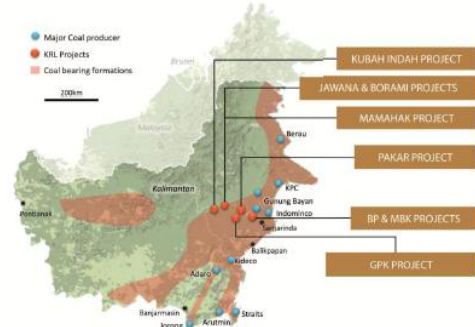 Major Coal producer
KRL Projects
Coal bearing formations
200km
Brunei
Malaysia
Kalimantan
Pontianak
KUBAH INDAH PROJECT
JAWANA & BORAMI PROJECTS
MAMAHAK PROJECT
PAKAR PROJECT
BP & MBK PROJECTS
GPK PROJECT
Berau
KPC
Gunung Bayan
Indominco
Samarinda
Balikpapan
Kideco
Adaro
Banjarmasin
Arutmin
Straits
Jorong